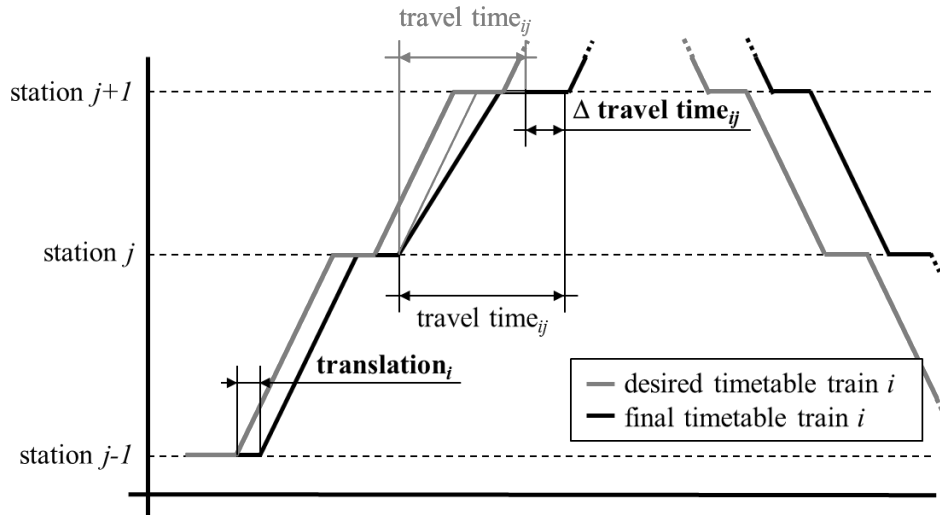 travel time_ij
station j+1
Δ travel time_ij
station j
travel time_ij
translation_i
desired timetable train i
final timetable train i
station j-1